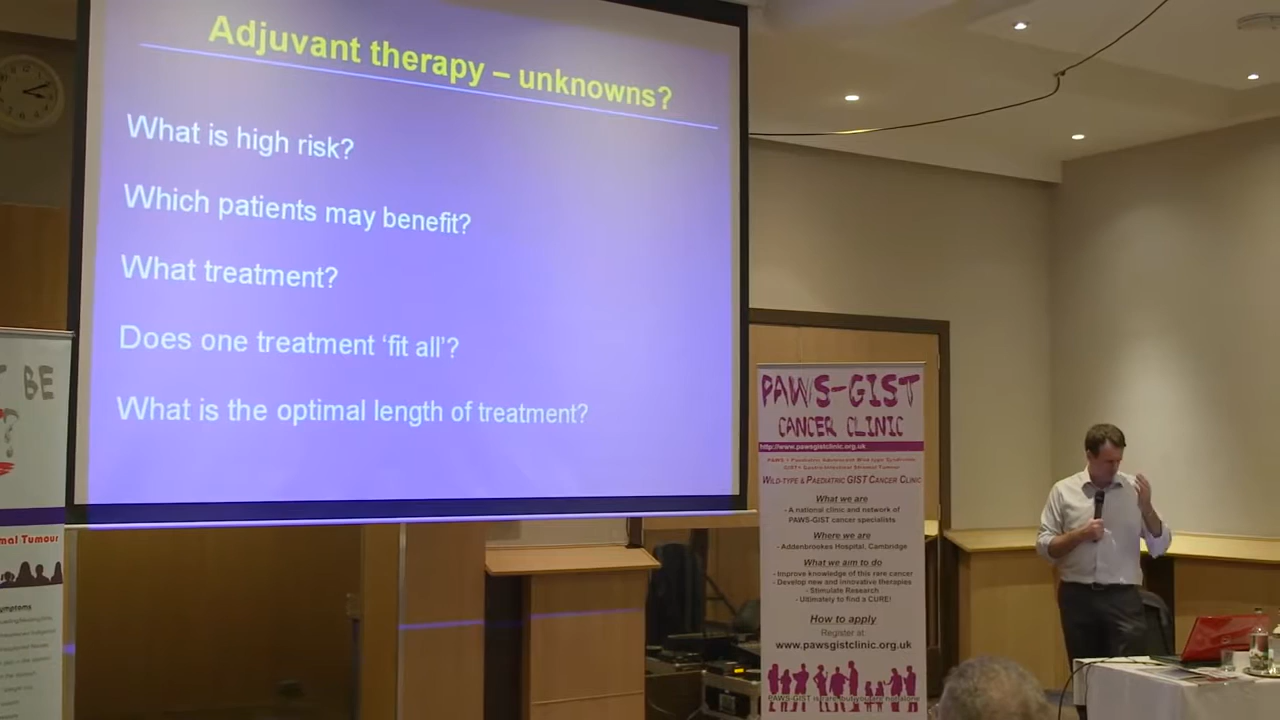 Adjuvant therapy – unknowns?
What is high risk?
Which patients may benefit?
What treatment?
Does one treatment ‘fit all’?
What is the optimal length of treatment?
BE
?
mal Tumour
PAWS-GIST
CANCER CLINIC
http://www.pawsgistclinic.org.uk
WILD-TYPE & PAEDIATRIC GIST CANCER CLINIC
What we are
- A national clinic and network of
PAWS-GIST cancer specialists
Where we are
- Addenbrookes Hospital, Cambridge
What we aim to do
- Improve knowledge of this rare cancer
- Develop new and innovative therapies
- Stimulate Research
- Ultimately to find a CURE!
How to apply
Register at
www.pawsgistclinic.org.uk